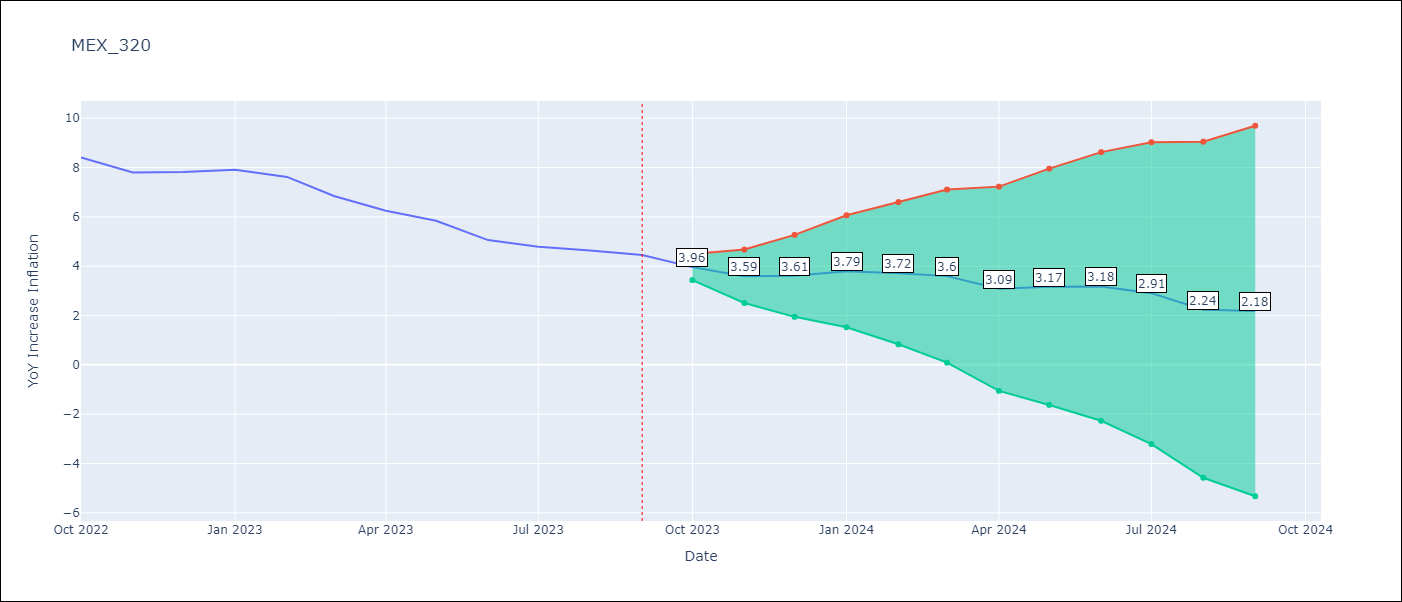 MEX_320
YoY Increase Inflation
10
8
6
4
2
0
−2
−4
−6
3.96
3.59
3.61
3.79
3.72
3.6
3.09
3.17
3.18
2.91
2.24
2.18
Oct 2022
Jan 2023
Apr 2023
Jul 2023
Oct 2023
Jan 2024
Apr 2024
Jul 2024
Oct 2024
Date